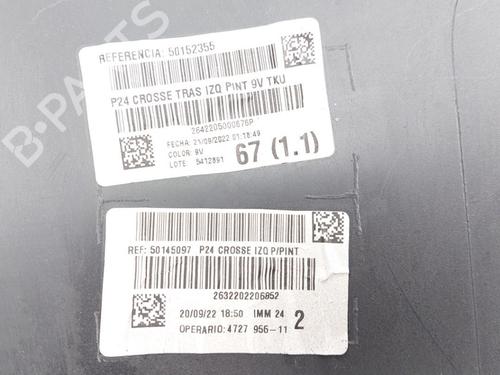 REFERENCIA: 50152355
P24 CROSSE TRAS IZQ PINT 9V TKU
2642205000676P
FECHA: 21/09/2022 01:18:49
COLOR: 9V
LOTE: 5412891
67 (1.1)
REF: 50145097 P24 CROSSE IZQ P/PINT
2632202206852
20/09/22 18:50 IMM 24
OPERARIO: 4727 956-11
2
B-PARTS